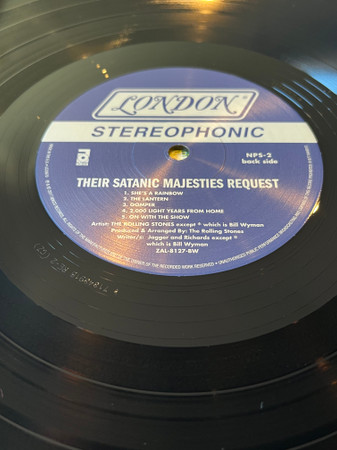 LONDON®
STEREOPHONIC
NPS-2
back side
THEIR SATANIC MAJESTIES REQUEST
1. SHE'S A RAINBOW
2. THE LANTERN
3. GOMPER
4. 2,000 LIGHT YEARS FROM HOME
5. ON WITH THE SHOW
Artist: THE ROLLING STONES except * which is Bill Wyman
Produced & Arranged By: The Rolling Stones
Writer/s: Jagger and Richards except *
which is Bill Wyman
ZAL-8127-BW